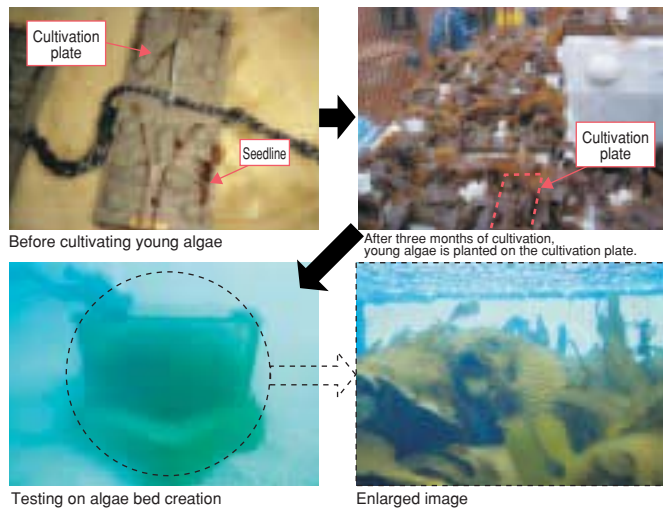 Cultivation
plate
Seedline
Before cultivating young algae
Cultivation
plate
After three months of cultivation,
young algae is planted on the cultivation plate.
Testing on algae bed creation
Enlarged image